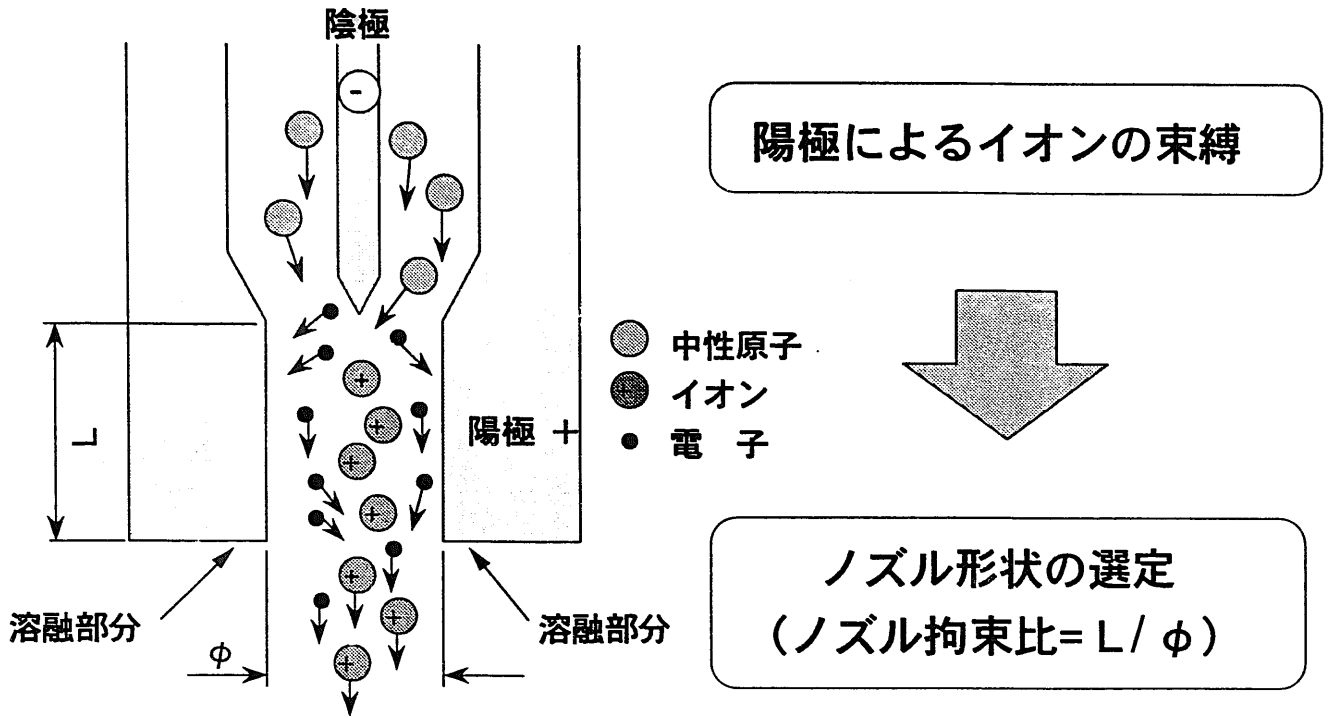 陰極
-
陽極によるイオンの束縛
中性原子
イオン
電 子
L
陽極 +
溶融部分
溶融部分
φ
ノズル形状の選定
(ノズル拘束比=L/φ)
+
+
+
+
+
+
+